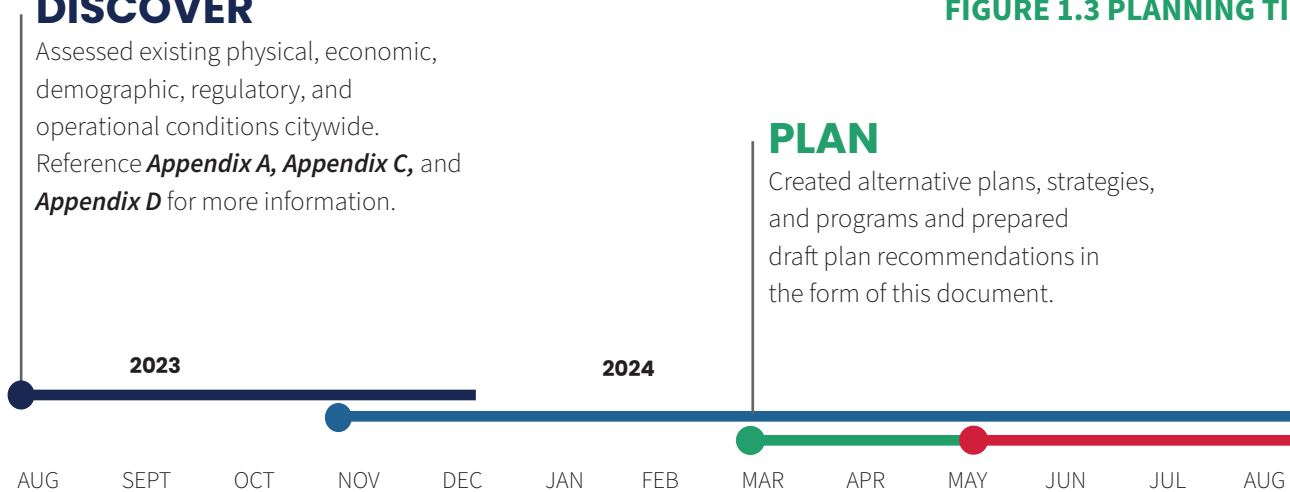 DISCOVER
FIGURE 1.3 PLANNING TI
Assessed existing physical, economic,
demographic, regulatory, and
operational conditions citywide.
Reference Appendix A, Appendix C, and
Appendix D for more information.
PLAN
Created alternative plans, strategies,
and programs and prepared
draft plan recommendations in
the form of this document.
2023
2024
AUG SEPT OCT NOV DEC JAN FEB MAR APR MAY JUN JUL AUG